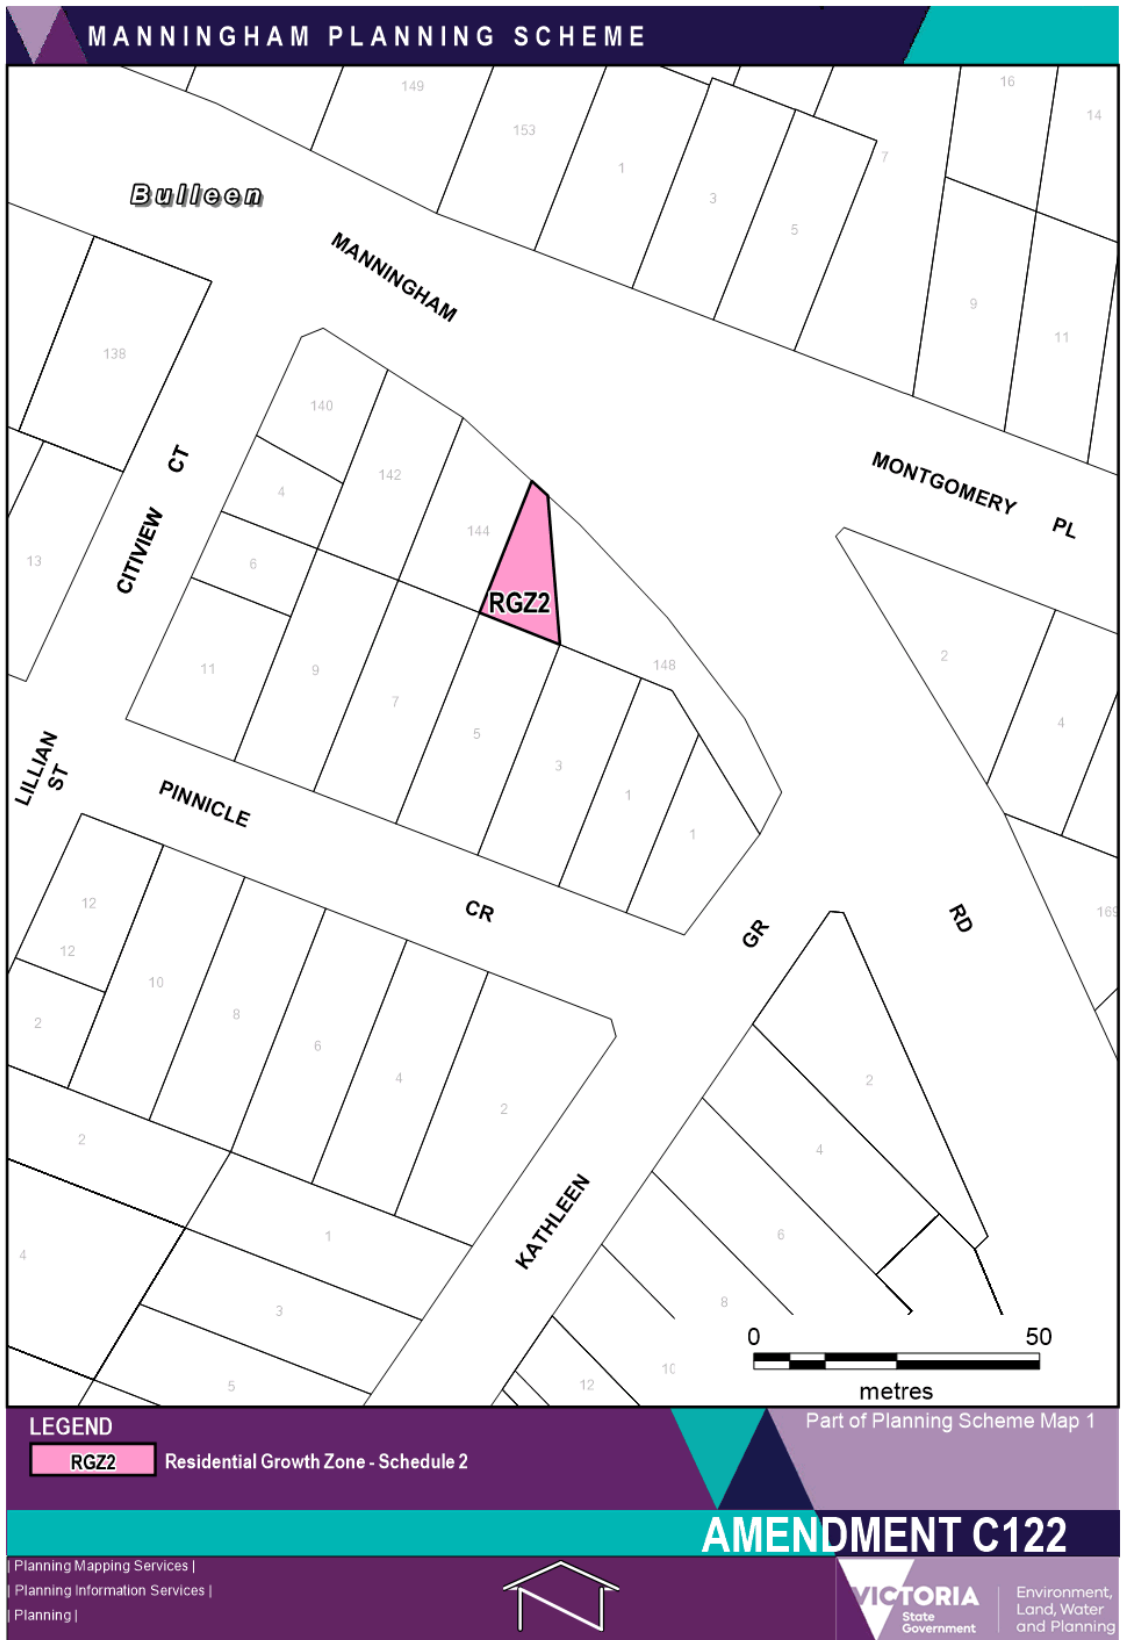 MANNINGHAM PLANNING SCHEME
149
153
16
14
1
7
3
5
Bulleen
MANNINGHAM
9
11
138
140
CT
142
4
MONTGOMERY
PL
144
CITIVIEW
13
6
RGZ2
11
9
148
2
7
5
4
3
LILLIAN
ST
PINNICLE
1
1
12
CR
GR
RD
169
12
10
8
2
6
4
2
2
2
4
KATHLEEN
1
6
4
3
8
0
50
5
12
10
metres
LEGEND
Part of Planning Scheme Map 1
RGZ2
Residential Growth Zone - Schedule 2
AMENDMENT C122
| Planning Mapping Services |
| Planning Information Services |
| Planning |
N
VICTORIA
State
Government
Environment,
Land, Water
and Planning